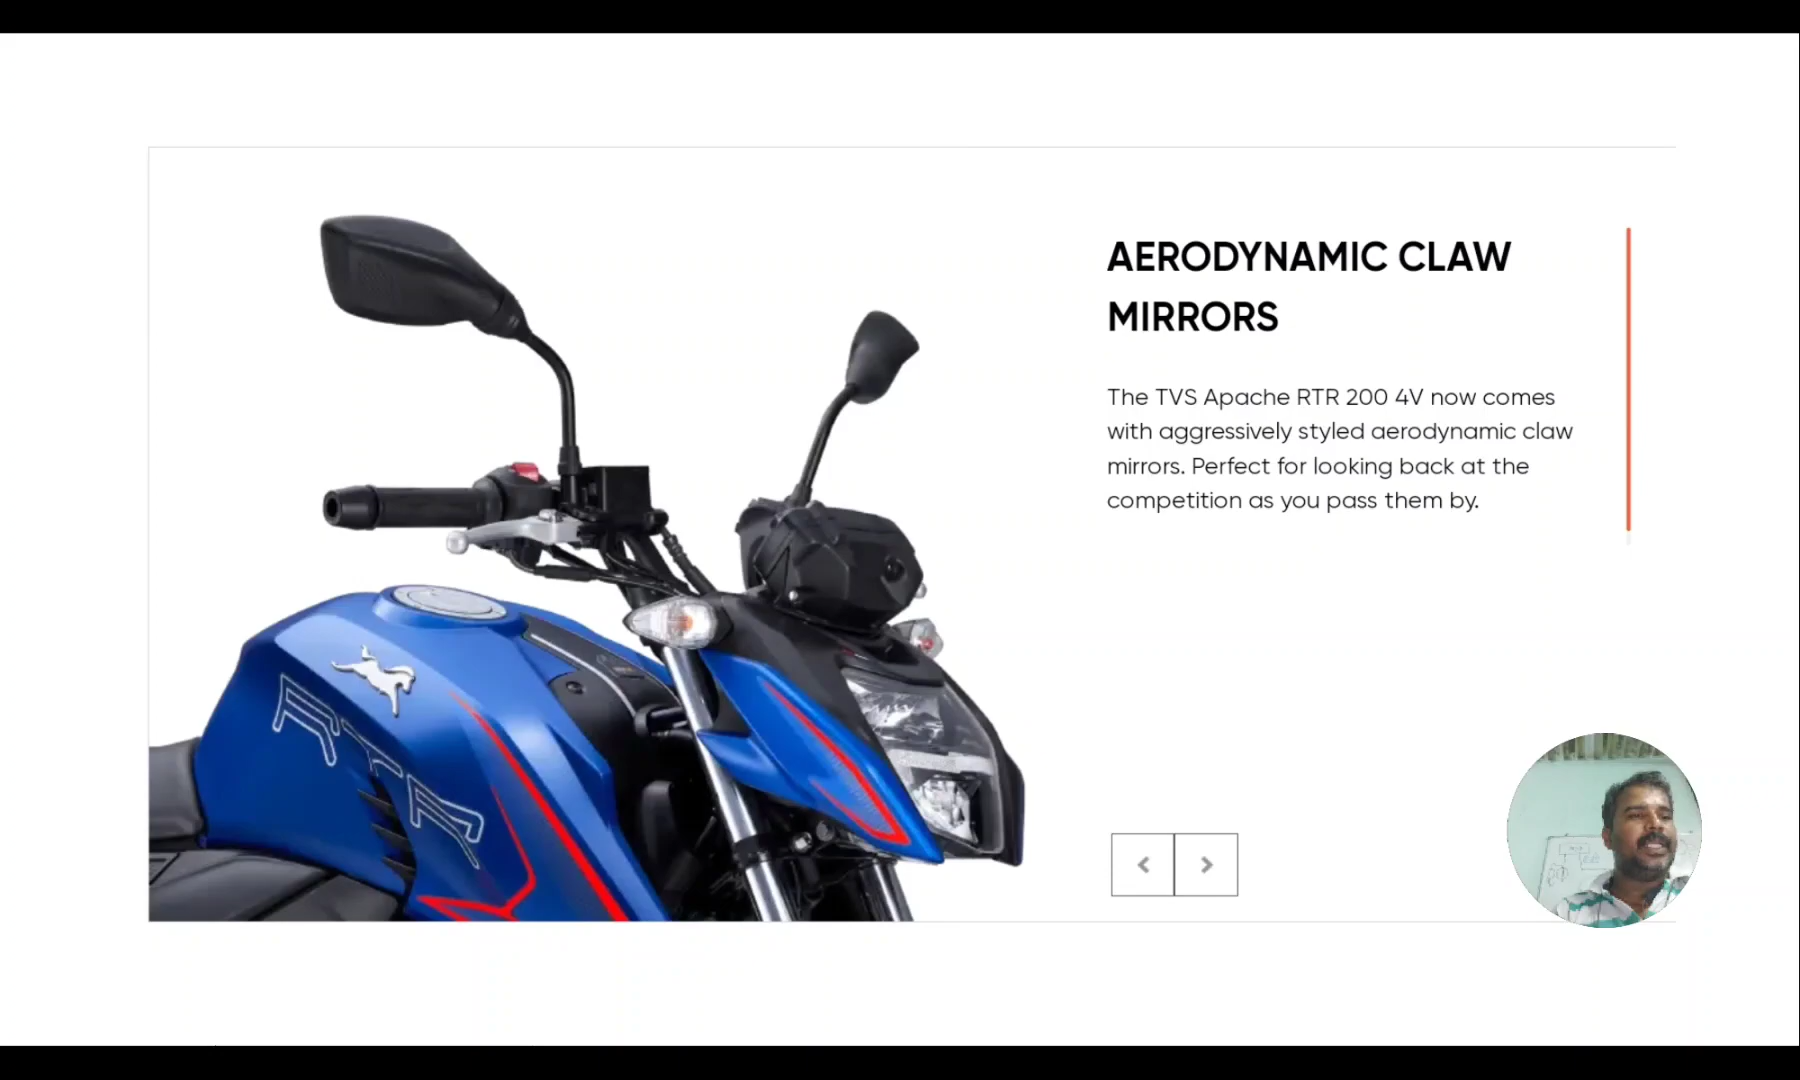 AERODYNAMIC CLAW
MIRRORS
The TVS Apache RTR 200 4V now comes
with aggressively styled aerodynamic claw
mirrors. Perfect for looking back at the
competition as you pass them by.
RTR